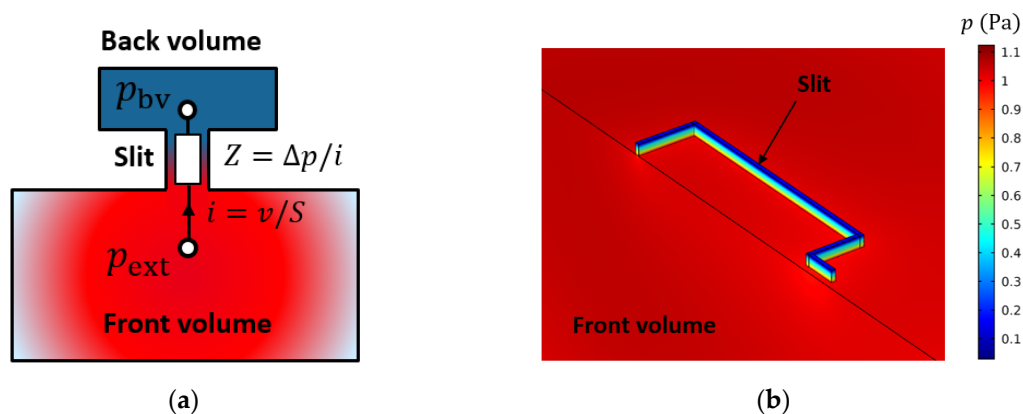 Back volume
p_bv
Slit
Z = Δp/i
i = v/S
p_ext
Front volume
(a)
p (Pa)
Slit
Front volume
1.1
1
0.9
0.8
0.7
0.6
0.5
0.4
0.3
0.2
0.1
(b)